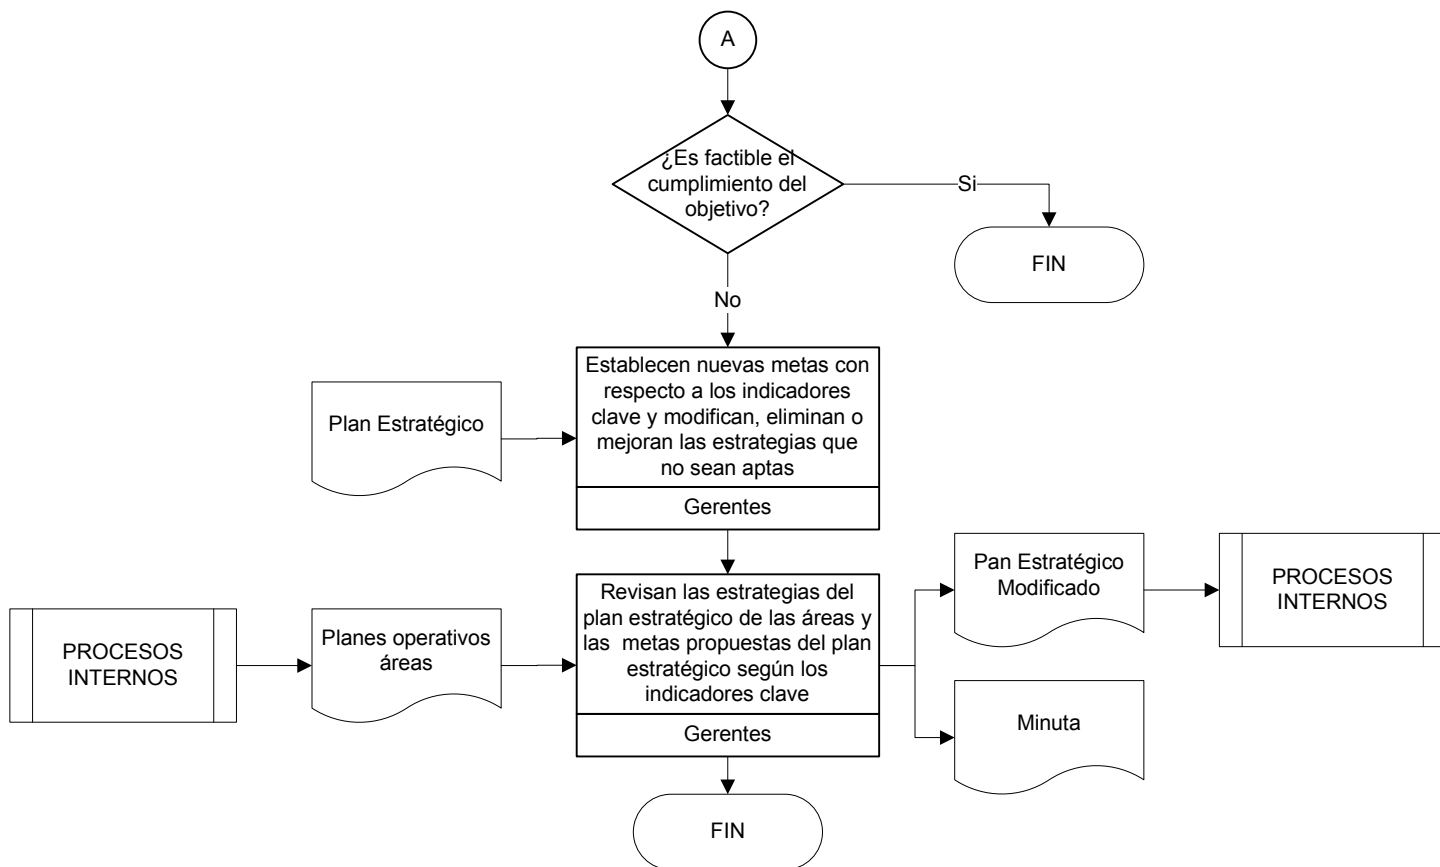 A
¿Es factible el
cumplimiento del
objetivo?
Si
FIN
No
Establecen nuevas metas con
respecto a los indicadores
clave y modifican, eliminan o
mejoran las estrategias que
no sean aptas
Gerentes
Plan Estratégico
Revisan las estrategias del
plan estratégico de las áreas y
las metas propuestas del plan
estratégico según los
indicadores clave
Gerentes
PROCESOS
INTERNOS
Planes operativos
áreas
Pan Estratégico
Modificado
PROCESOS
INTERNOS
Minuta
FIN